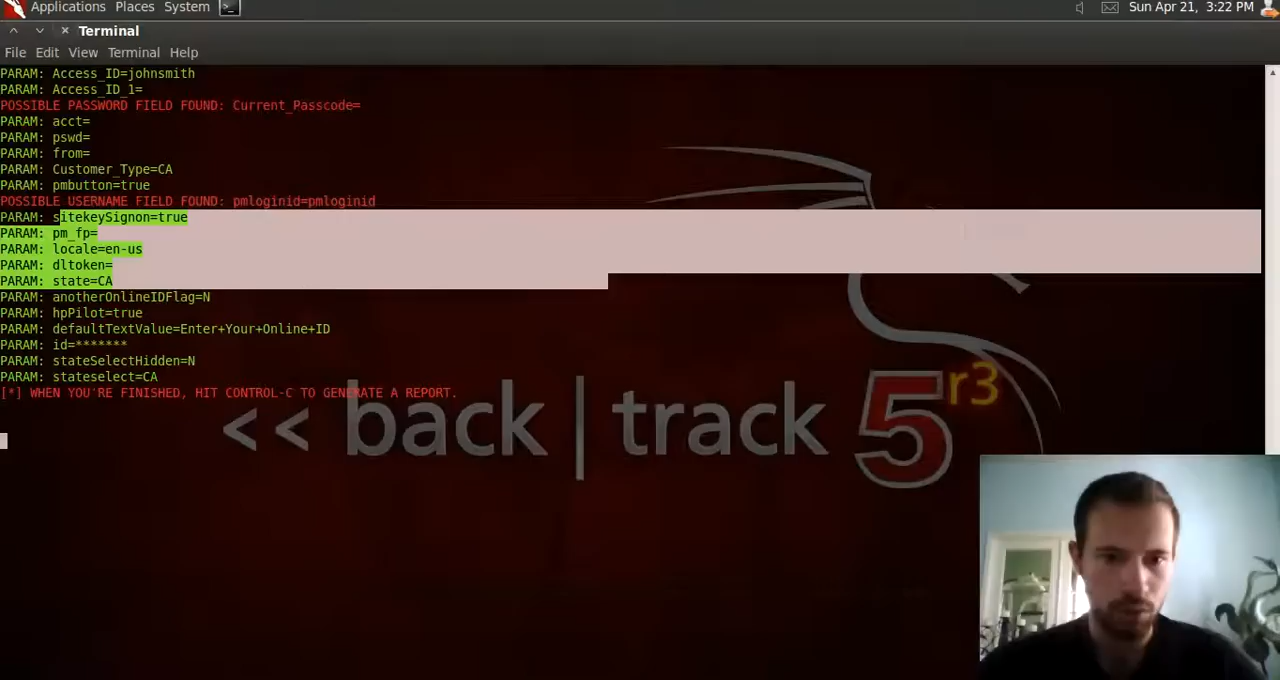 Applications Places System Sun Apr 21, 3:22 PM
Terminal
File Edit View Terminal Help
PARAM: Access_ID=johnsmith
PARAM: Access_ID_1=
POSSIBLE PASSWORD FIELD FOUND: Current_Passcode=
PARAM: acct=
PARAM: pswd=
PARAM: from=
PARAM: Customer_Type=CA
PARAM: pmbutton=true
POSSIBLE USERNAME FIELD FOUND: pmloginid=pmloginid
PARAM: sitekeySignon=true
PARAM: pm_fp=
PARAM: locale=en-us
PARAM: dltoken=
PARAM: state=CA
PARAM: anotherOnlineIDFlag=N
PARAM: hpPilot=true
PARAM: defaultTextValue=Enter+Your+Online+ID
PARAM: id=*******
PARAM: stateSelectHidden=N
PARAM: stateselect=CA
[*] WHEN YOU'RE FINISHED, HIT CONTROL-C TO GENERATE A REPORT.
<< back | track 5 r3